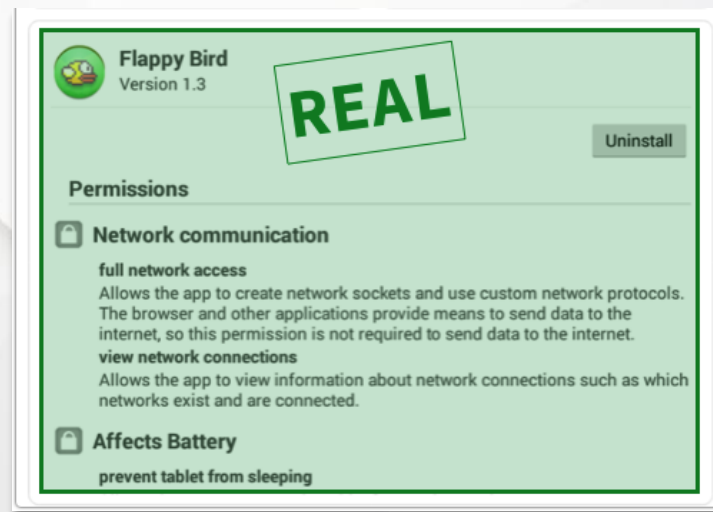 Flappy Bird
Version 1.3
REAL
Uninstall
Permissions
Network communication
full network access
Allows the app to create network sockets and use custom network protocols.
The browser and other applications provide means to send data to the
internet, so this permission is not required to send data to the internet.
view network connections
Allows the app to view information about network connections such as which
networks exist and are connected.
Affects Battery
prevent tablet from sleeping